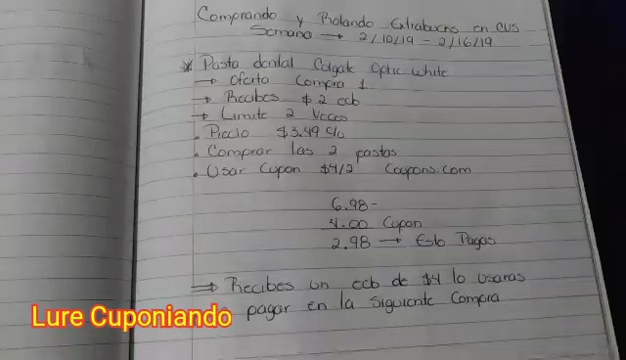 Comprando y Rolando Extrabucks en CVS
Semana → 2/10/19 - 2/16/19
* Pasta dental Colgate Optic White
→ Oferta Compra 1
→ Recibes $2 ecb
→ Limite 2 Veces
. Precio $3.49 c/u
. Comprar las 2 pastas
. Usar Cupon $4/2 Coupons.com
6.98 -
4.00 Cupon
2.98 → Esto Pagas
⇒ Recibes un ecb de $4 lo usaras
pagar en la siguiente Compra
Lure Cuponiando